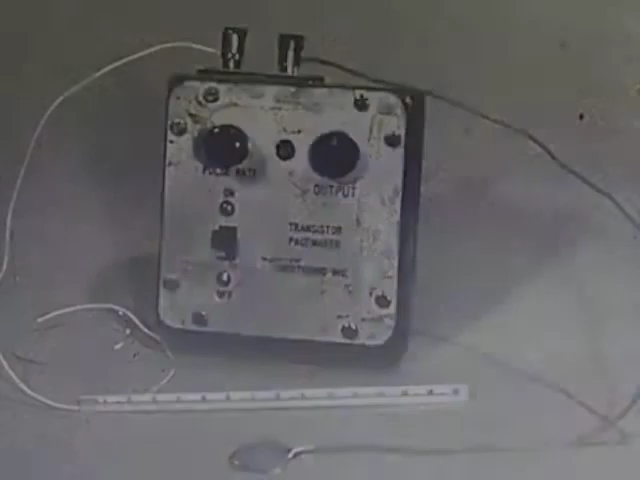 PULSE RATE
OUTPUT
ON
TRANSISTOR
PACEMAKER
OFF